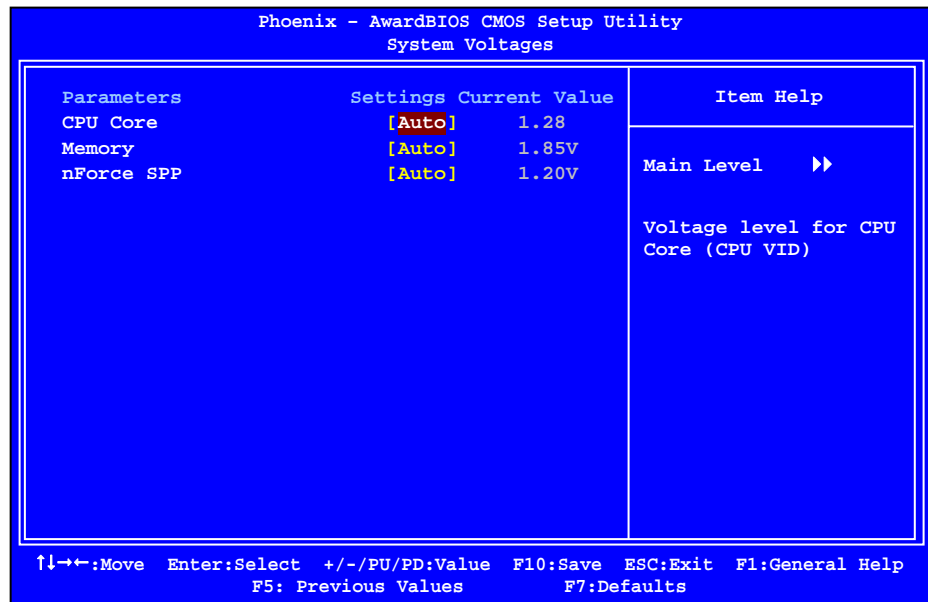 Phoenix - AwardBIOS CMOS Setup Utility
System Voltages
Parameters Settings Current Value
CPU Core [Auto] 1.28
Memory [Auto] 1.85V
nForce SPP [Auto] 1.20V
Item Help
Main Level
Voltage level for CPU
Core (CPU VID)
↑↓→←:Move Enter:Select +/-/PU/PD:Value F10:Save ESC:Exit F1:General Help
F5: Previous Values F7:Defaults